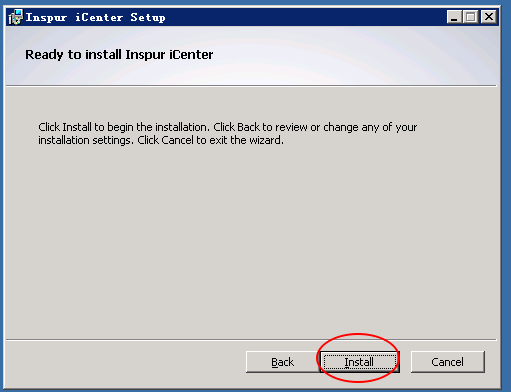 Inspur iCenter Setup
Ready to install Inspur iCenter
Click Install to begin the installation. Click Back to review or change any of your
installation settings. Click Cancel to exit the wizard.
Back Install Cancel